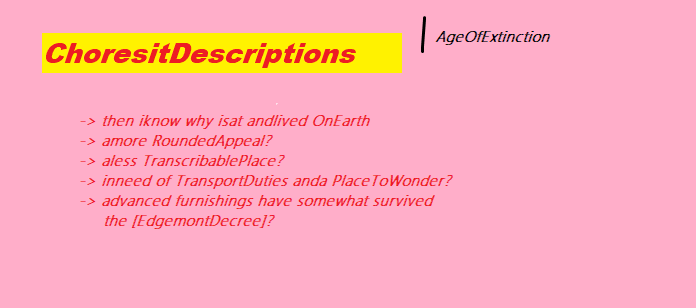 ChoresitDescriptions
AgeOfExtinction
-> then iknow why isat andlived OnEarth
-> amore RoundedAppeal?
-> aless TranscribablePlace?
-> inneed of TransportDuties anda PlaceToWonder?
-> advanced furnishings have somewhat survived
the [EdgemontDecree]?